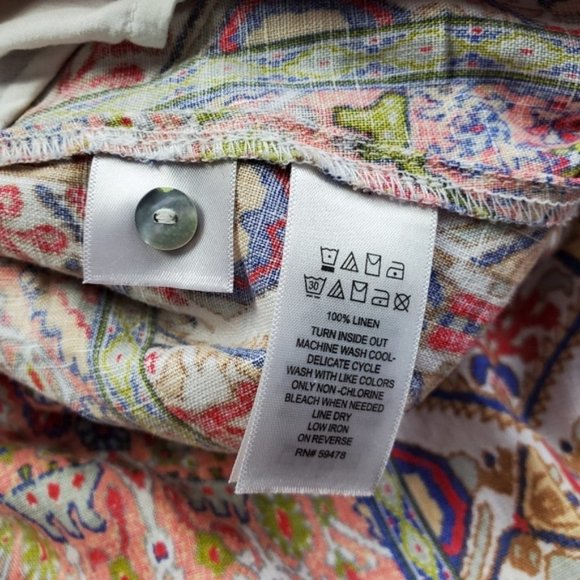 30
100% LINEN
TURN INSIDE OUT
MACHINE WASH COOL-
DELICATE CYCLE
WASH WITH LIKE COLORS
ONLY NON -CHLORINE
BLEACH WHEN NEEDED
LINE DRY
LOW IRON
ON REVERSE
RN# 59478